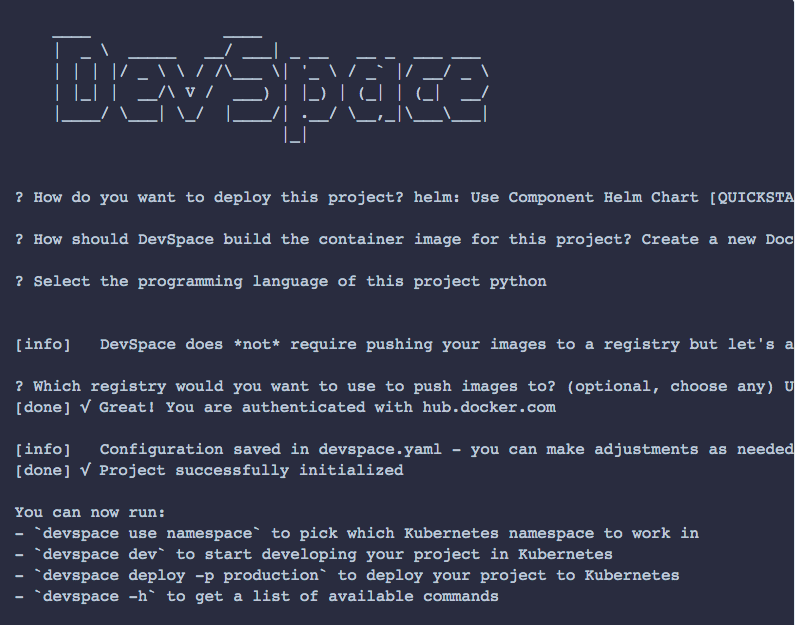 DevSpace
? How do you want to deploy this project? helm: Use Component Helm Chart [QUICKSTA
? How should DevSpace build the container image for this project? Create a new Doc
? Select the programming language of this project python
[info]   DevSpace does *not* require pushing your images to a registry but let's a
? Which registry would you want to use to push images to? (optional, choose any) U
[done] √ Great! You are authenticated with hub.docker.com
[info]   Configuration saved in devspace.yaml - you can make adjustments as needed
[done] √ Project successfully initialized
You can now run:
- `devspace use namespace` to pick which Kubernetes namespace to work in
- `devspace dev` to start developing your project in Kubernetes
- `devspace deploy -p production` to deploy your project to Kubernetes
- `devspace -h` to get a list of available commands